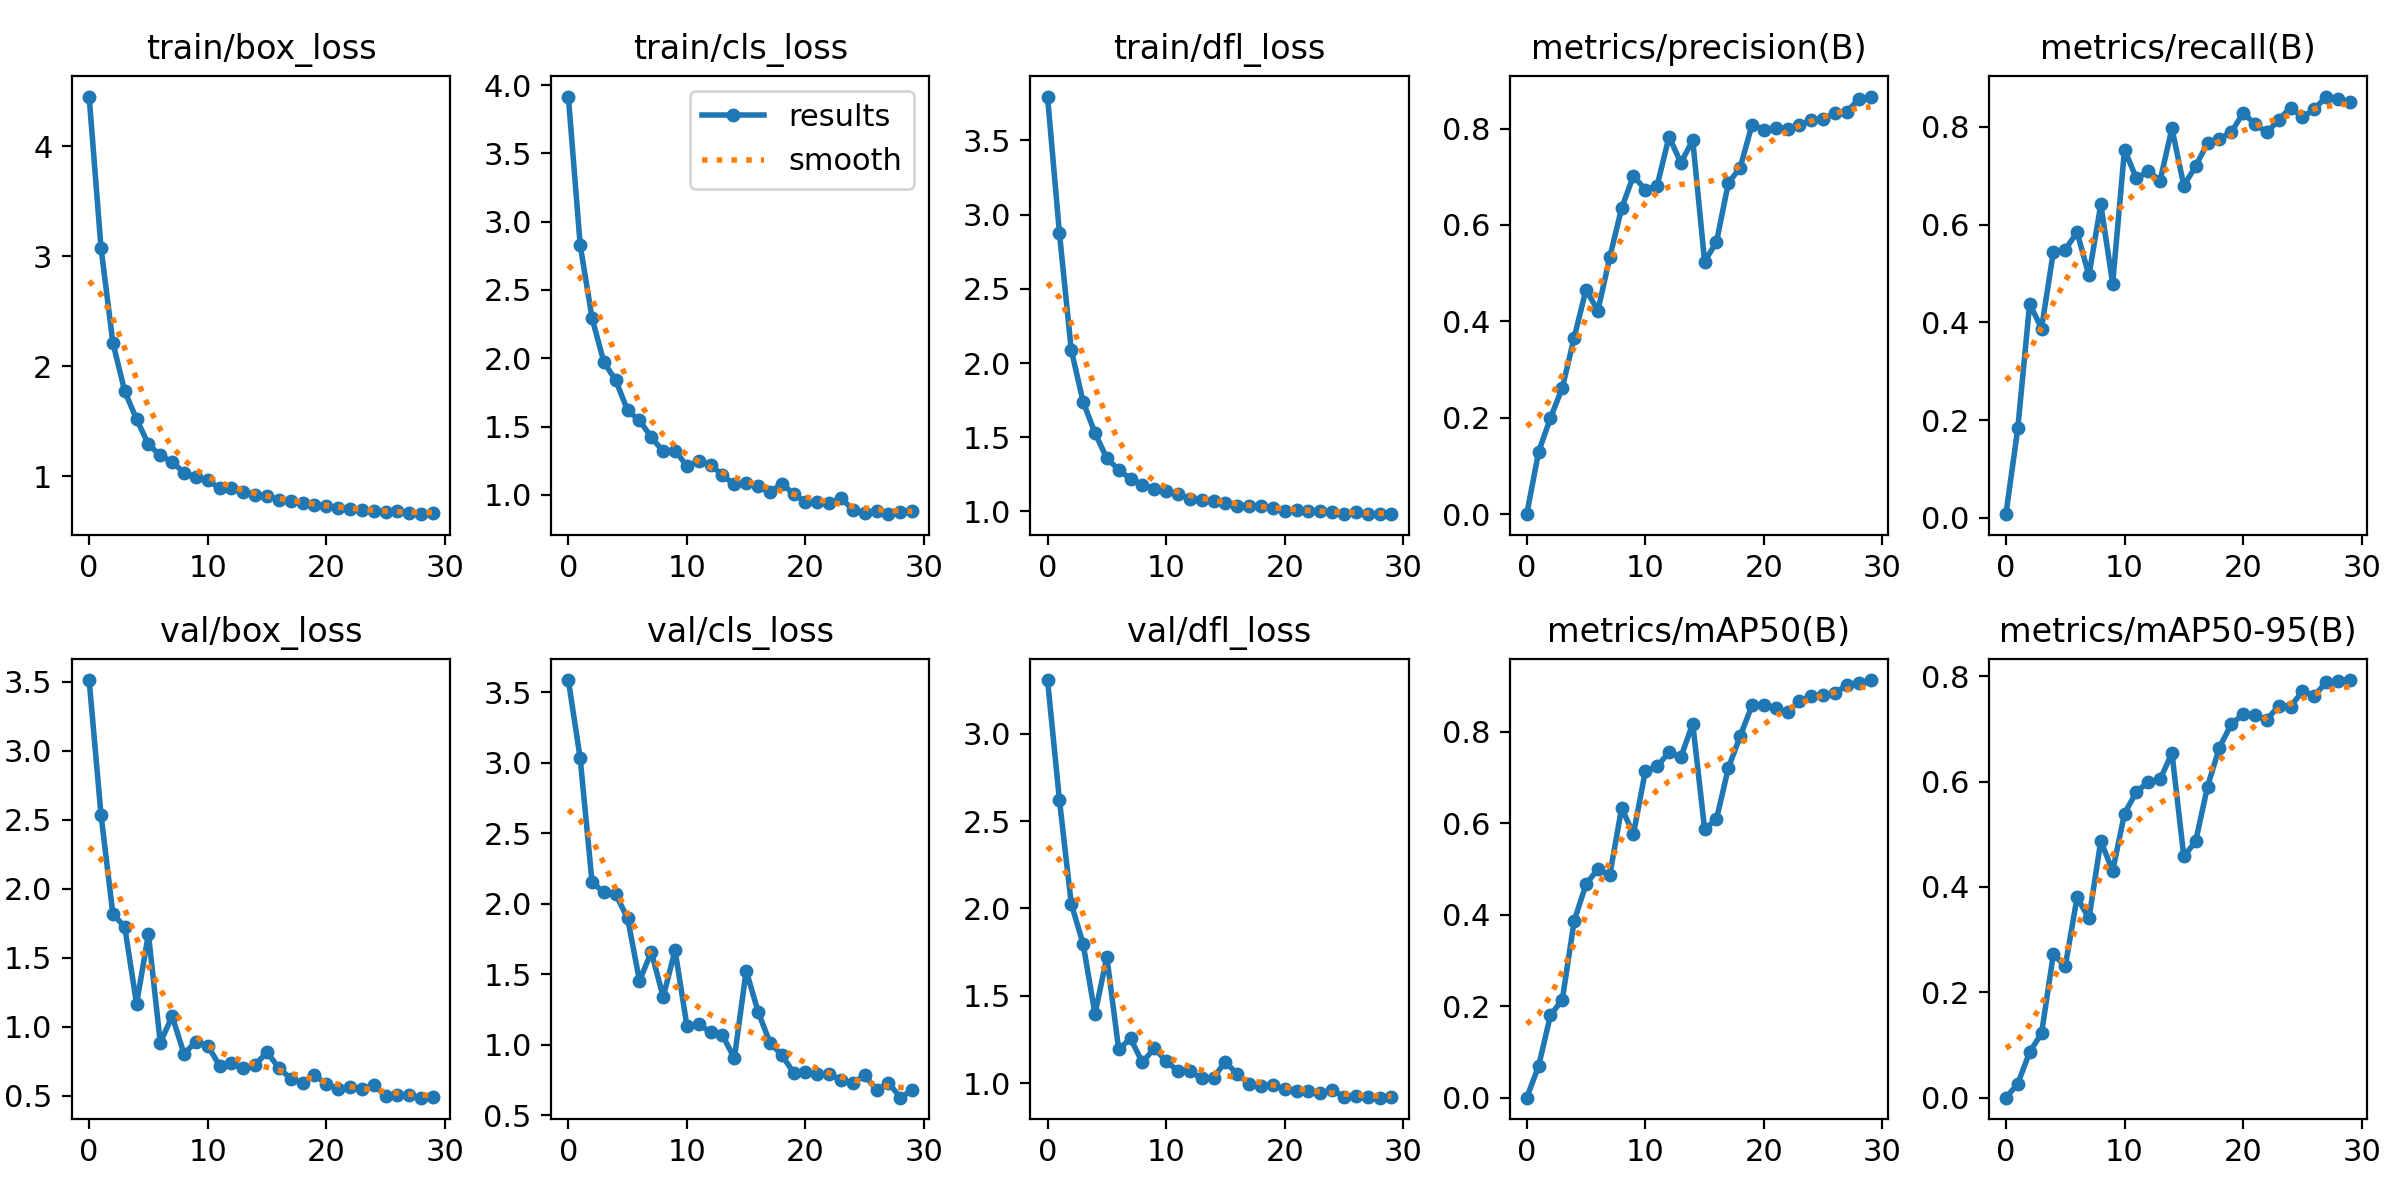 train/box_loss
4
3
2
1
0 10 20 30
train/cls_loss
results
smooth
4.0
3.5
3.0
2.5
2.0
1.5
1.0
0 10 20 30
train/dfl_loss
3.5
3.0
2.5
2.0
1.5
1.0
0 10 20 30
metrics/precision(B)
0.8
0.6
0.4
0.2
0.0
0 10 20 30
metrics/recall(B)
0.8
0.6
0.4
0.2
0.0
0 10 20 30
val/box_loss
3.5
3.0
2.5
2.0
1.5
1.0
0.5
0 10 20 30
val/cls_loss
3.5
3.0
2.5
2.0
1.5
1.0
0.5
0 10 20 30
val/dfl_loss
3.0
2.5
2.0
1.5
1.0
0 10 20 30
metrics/mAP50(B)
0.8
0.6
0.4
0.2
0.0
0 10 20 30
metrics/mAP50-95(B)
0.8
0.6
0.4
0.2
0.0
0 10 20 30